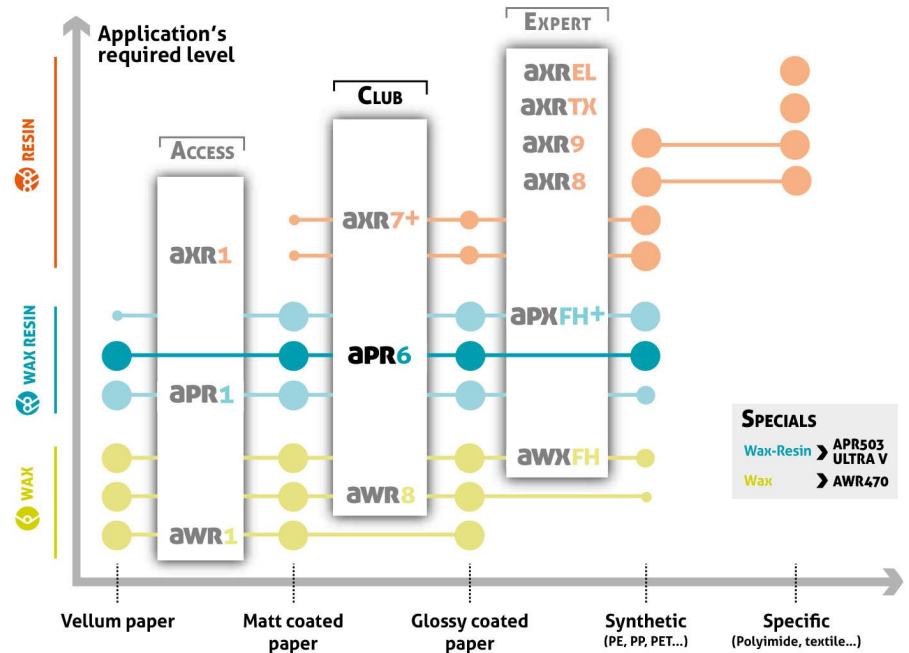 Application's
required level
EXPERT
CLUB
ACCESS
RESIN
WAX RESIN
WAX
aXREL
aXRTX
aXR9
aXR8
aXR7+
aXR1
aPXFH+
aPR6
aPR1
aWXFH
aWR8
aWR1
SPECIALS
Wax-Resin APR503
ULTRA V
Wax AWR470
Vellum paper
Matt coated
paper
Glossy coated
paper
Synthetic
(PE, PP, PET...)
Specific
(Polyimide, textile...)